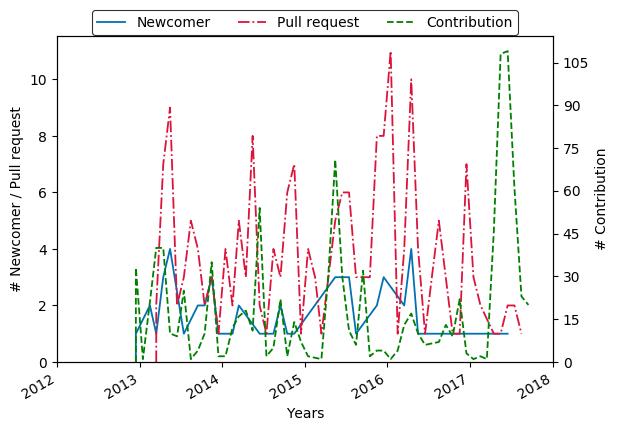 Newcomer Pull request Contribution
10
8
6
4
2
0
# Newcomer / Pull request
105
90
75
60
45
30
15
0
# Contribution
2012 2013 2014 2015 2016 2017 2018
Years